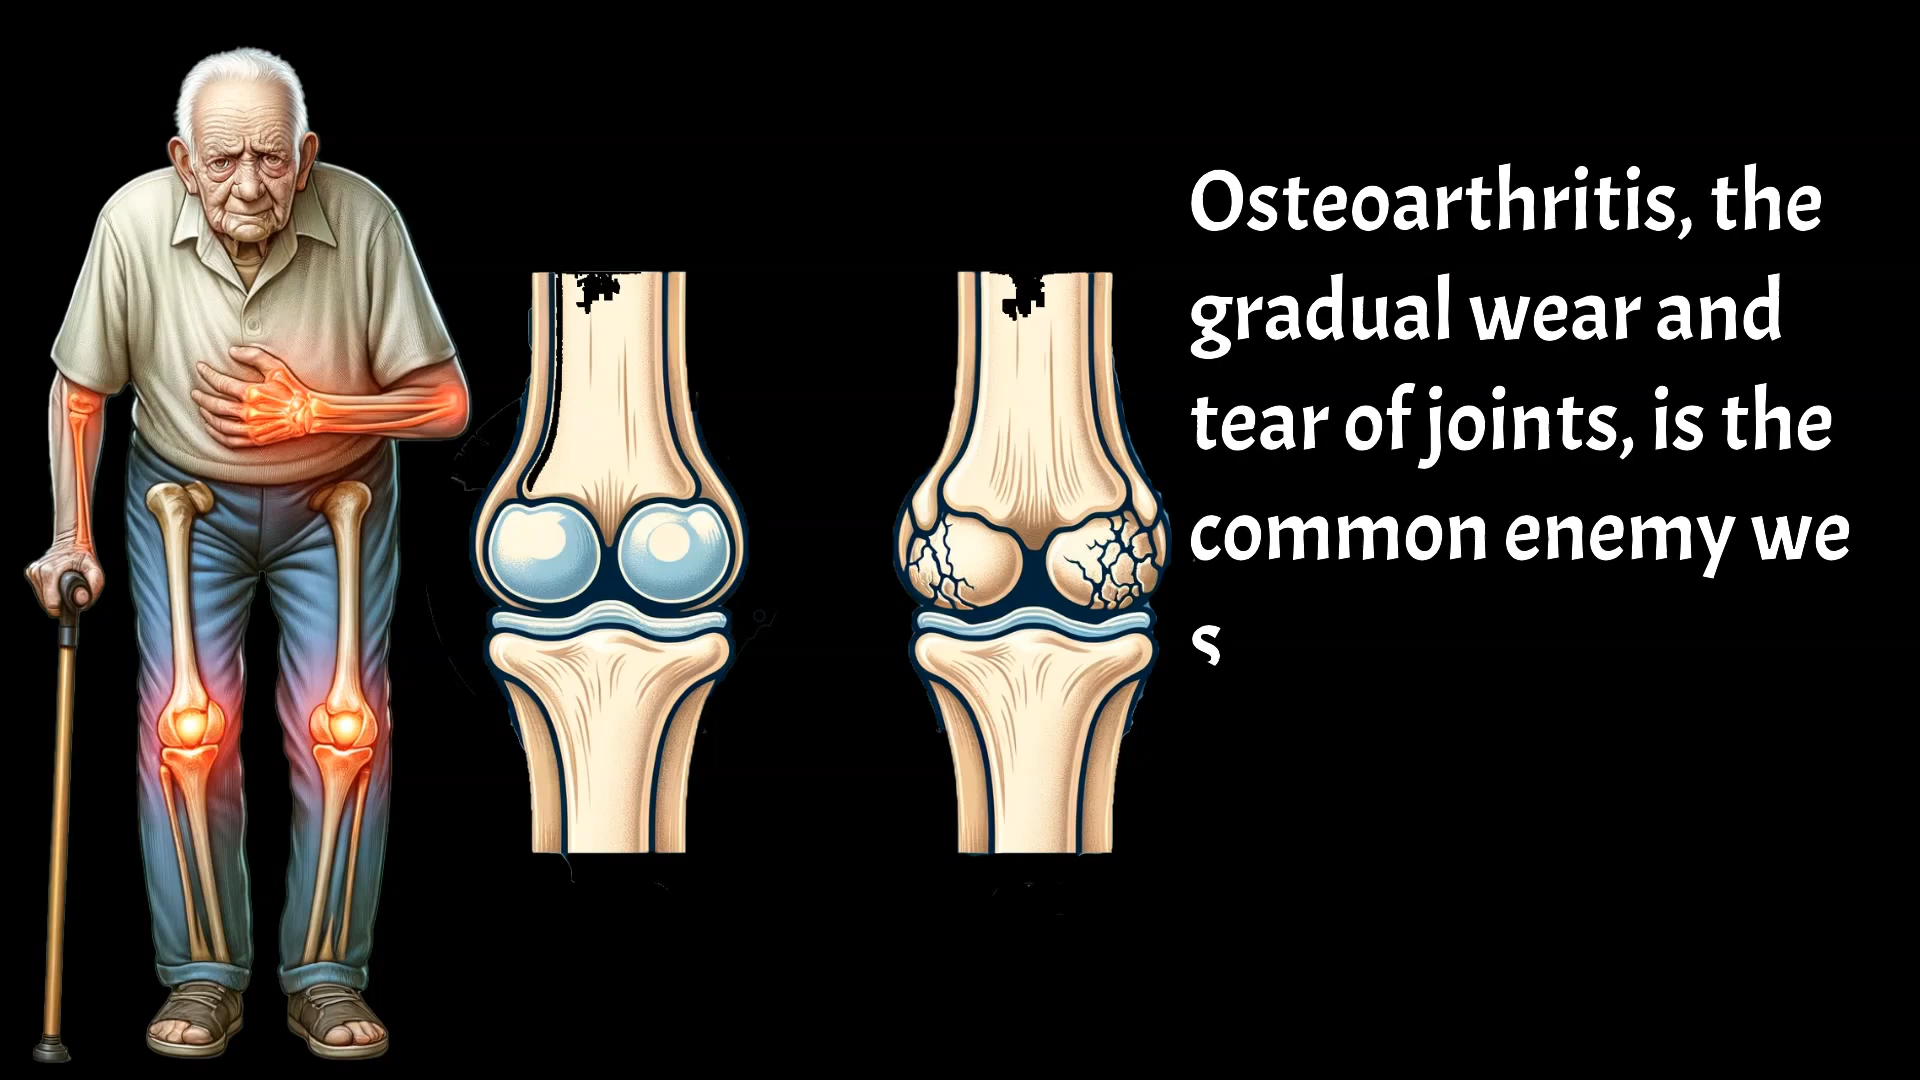 Osteoarthritis, the
gradual wear and
tear of joints, is the
common enemy we
s